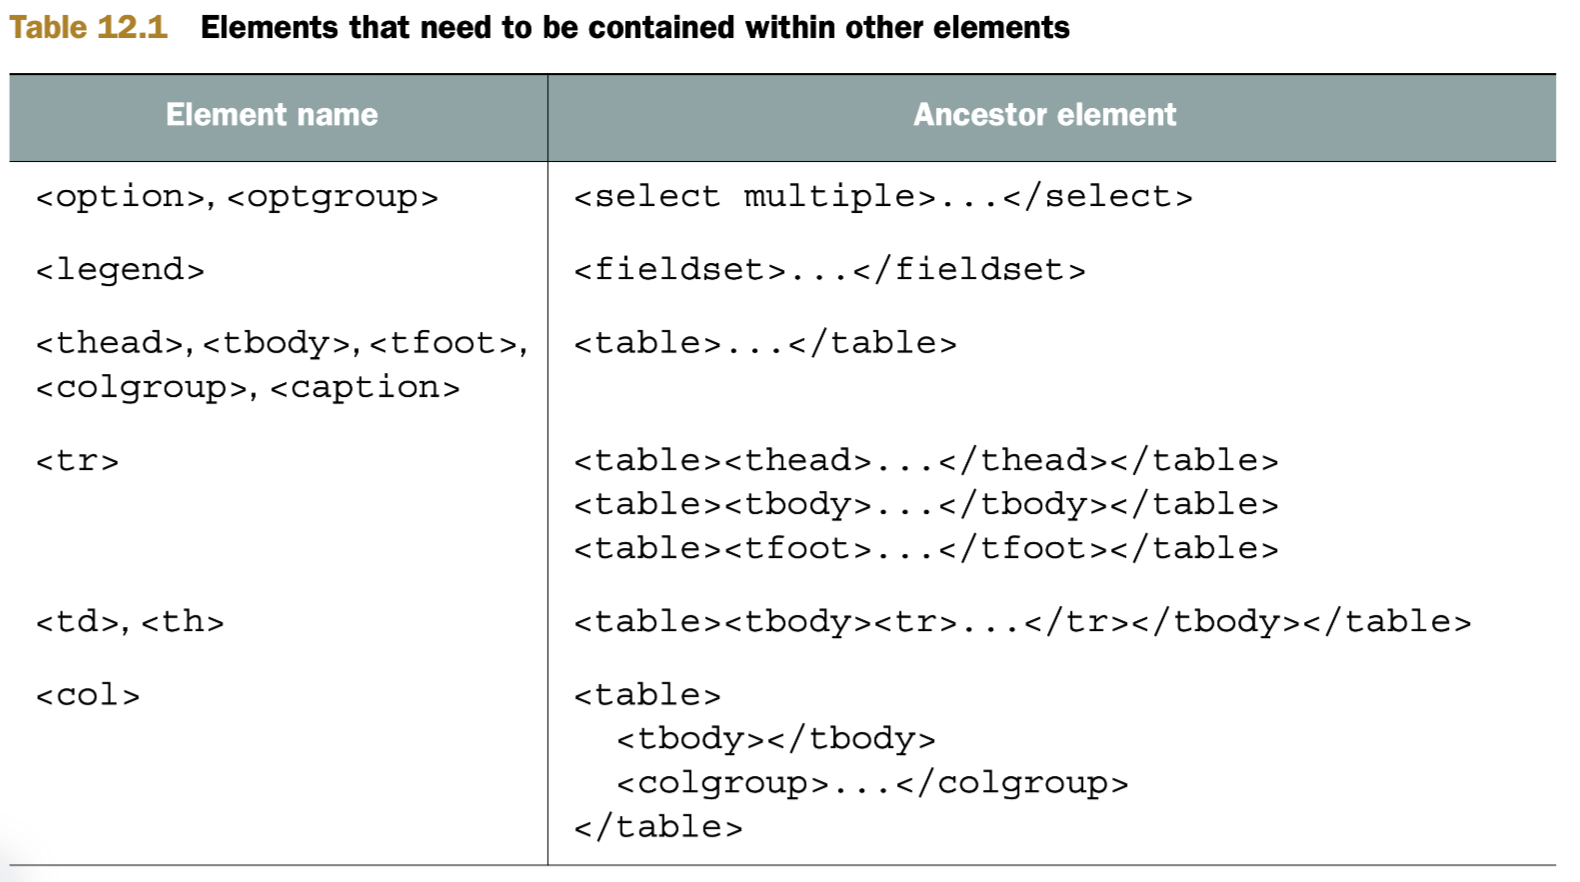 Table 12.1 Elements that need to be contained within other elements
Element name Ancestor element
<option>, <optgroup> <select multiple>...</select>
<legend> <fieldset>...</fieldset>
<thead>, <tbody>, <tfoot>, <table>...</table>
<colgroup>, <caption>
<tr> <table><thead>...</thead></table>
<table><tbody>...</tbody></table>
<table><tfoot>...</tfoot></table>
<td>, <th> <table><tbody><tr>...</tr></tbody></table>
<col> <table>
<tbody></tbody>
<colgroup>...</colgroup>
</table>